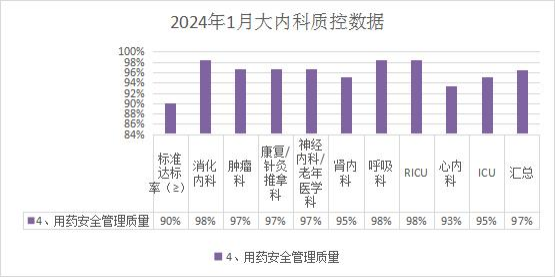 2024年1月大内科质控数据
100%
98%
96%
94%
92%
90%
88%
86%
84%
标准达标率（≥） 消化内科 肿瘤科 康复/针灸推拿科 神经内科/老年医学科 肾内科 呼吸科 RICU 心内科 ICU 汇总
4、用药安全管理质量 90% 98% 97% 97% 97% 95% 98% 98% 93% 95% 97%
4、用药安全管理质量